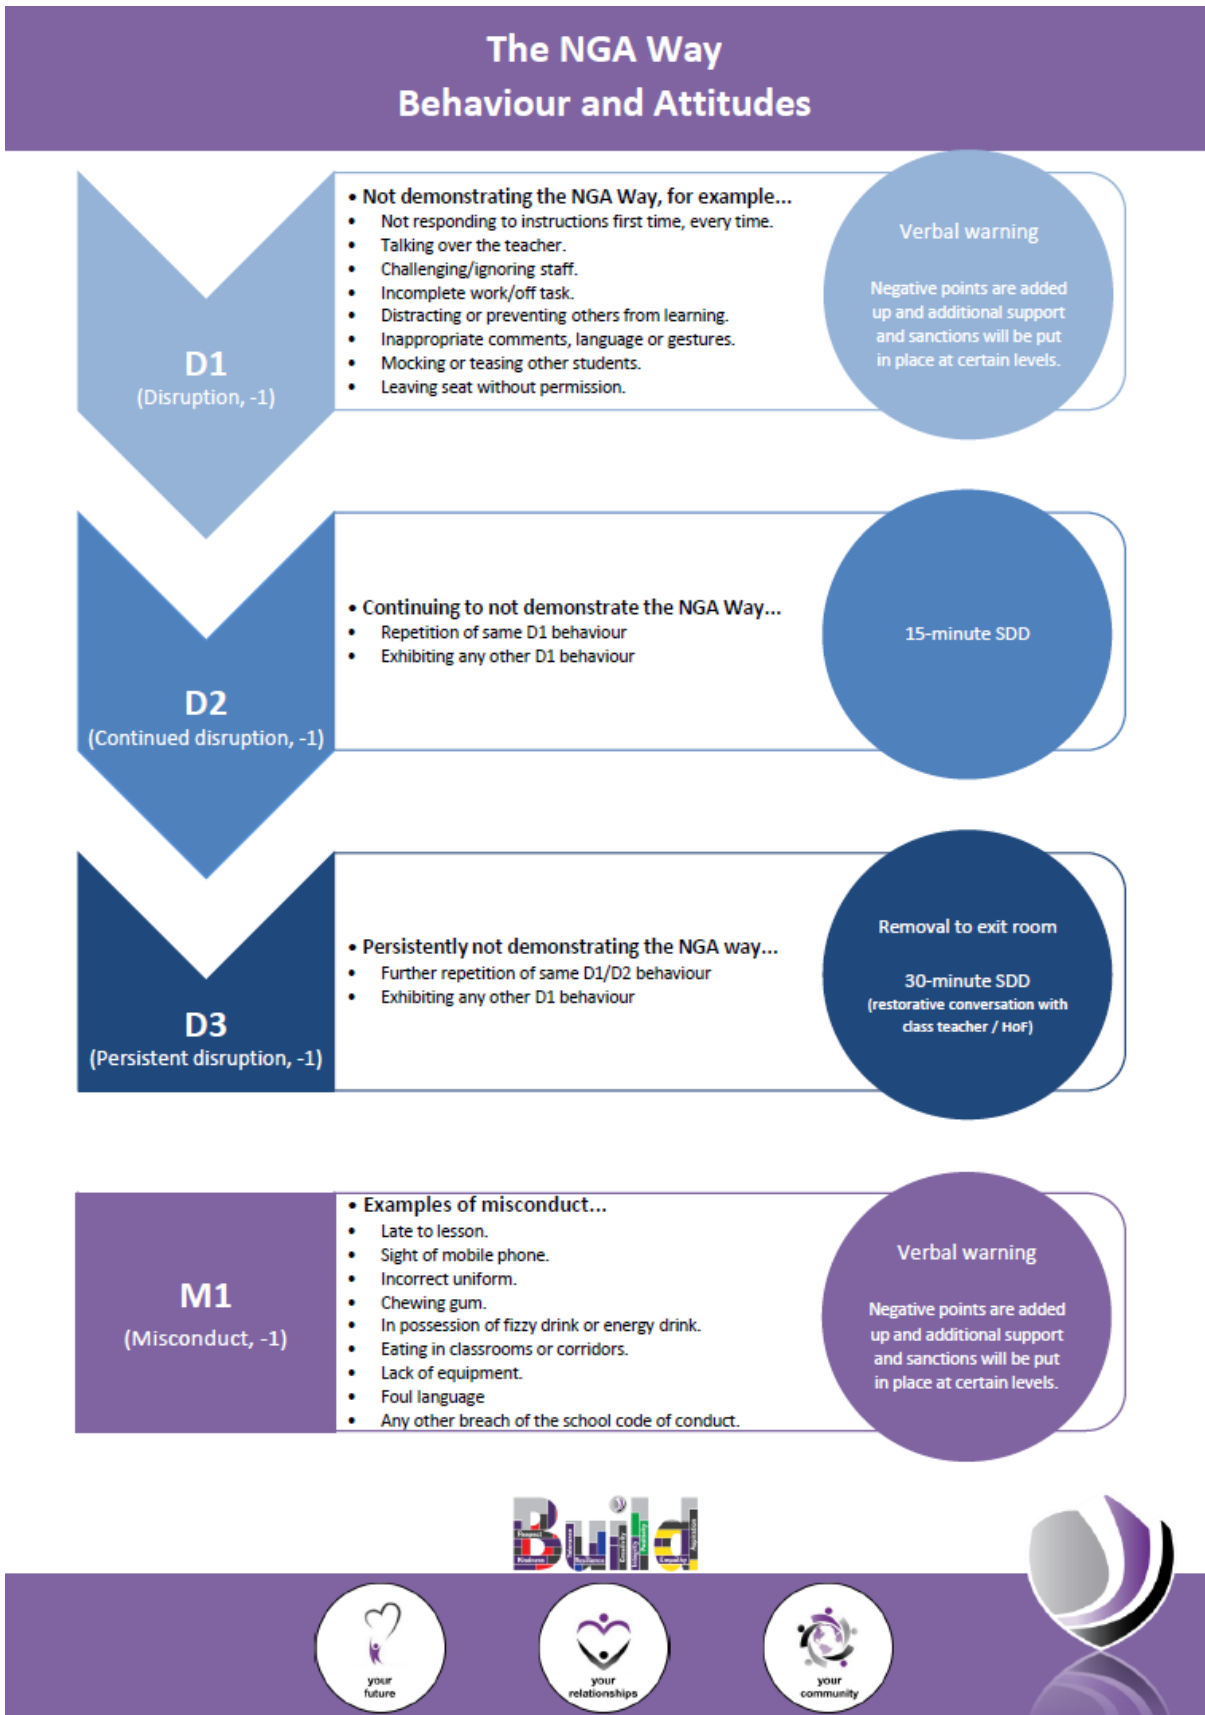 The NGA Way
Behaviour and Attitudes
D1
(Disruption, -1)
• Not demonstrating the NGA Way, for example...
• Not responding to instructions first time, every time.
• Talking over the teacher.
• Challenging/ignoring staff.
• Incomplete work/off task.
• Distracting or preventing others from learning.
• Inappropriate comments, language or gestures.
• Mocking or teasing other students.
• Leaving seat without permission.
Verbal warning
Negative points are added
up and additional support
and sanctions will be put
in place at certain levels.
D2
(Continued disruption, -1)
• Continuing to not demonstrate the NGA Way...
• Repetition of same D1 behaviour
• Exhibiting any other D1 behaviour
15-minute SDD
D3
(Persistent disruption, -1)
• Persistently not demonstrating the NGA way...
• Further repetition of same D1/D2 behaviour
• Exhibiting any other D1 behaviour
Removal to exit room
30-minute SDD
(restorative conversation with
class teacher / HoF)
M1
(Misconduct, -1)
• Examples of misconduct...
• Late to lesson.
• Sight of mobile phone.
• Incorrect uniform.
• Chewing gum.
• In possession of fizzy drink or energy drink.
• Eating in classrooms or corridors.
• Lack of equipment.
• Foul language
• Any other breach of the school code of conduct.
Verbal warning
Negative points are added
up and additional support
and sanctions will be put
in place at certain levels.
Build
Respect
Kindness
Tolerance
Resilience
Creativity
Integrity
Positivity
Equality
Aspiration
your
future
your
relationships
your
community